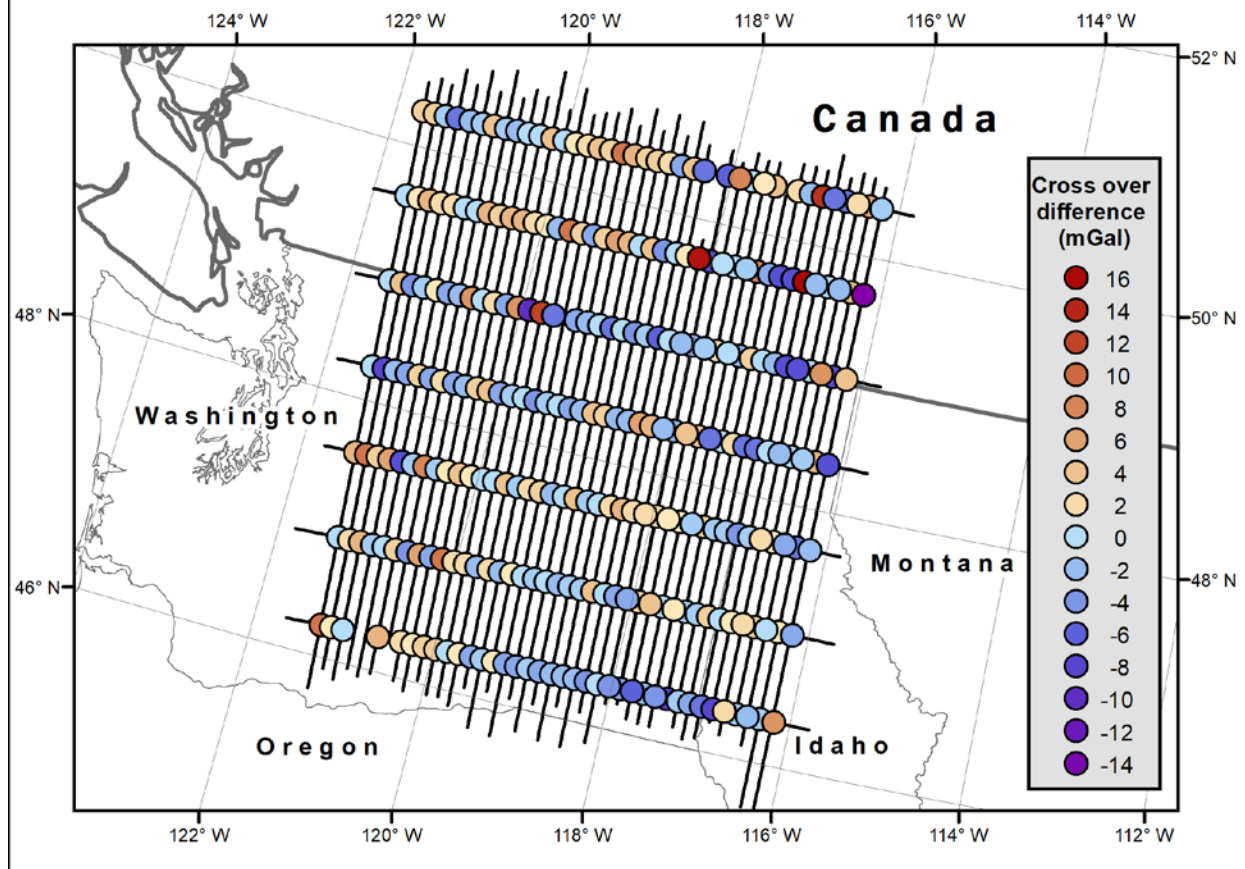 124° W 122° W 120° W 118° W 116° W 114° W
52° N
Canada
Cross over
difference
(mGal)
16
14
12
10
8
6
4
2
0
-2
-4
-6
-8
-10
-12
-14
48° N
50° N
Washington
Montana
46° N
48° N
Oregon
Idaho
122° W 120° W 118° W 116° W 114° W 112° W